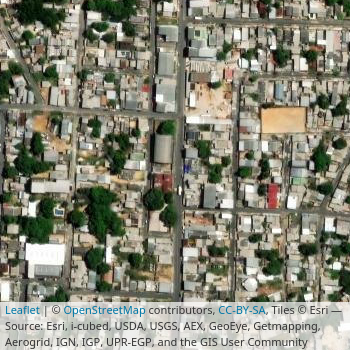 Leaflet | © OpenStreetMap contributors, CC-BY-SA, Tiles © Esri —
Source: Esri, i-cubed, USDA, USGS, AEX, GeoEye, Getmapping,
Aerogrid, IGN, IGP, UPR-EGP, and the GIS User Community